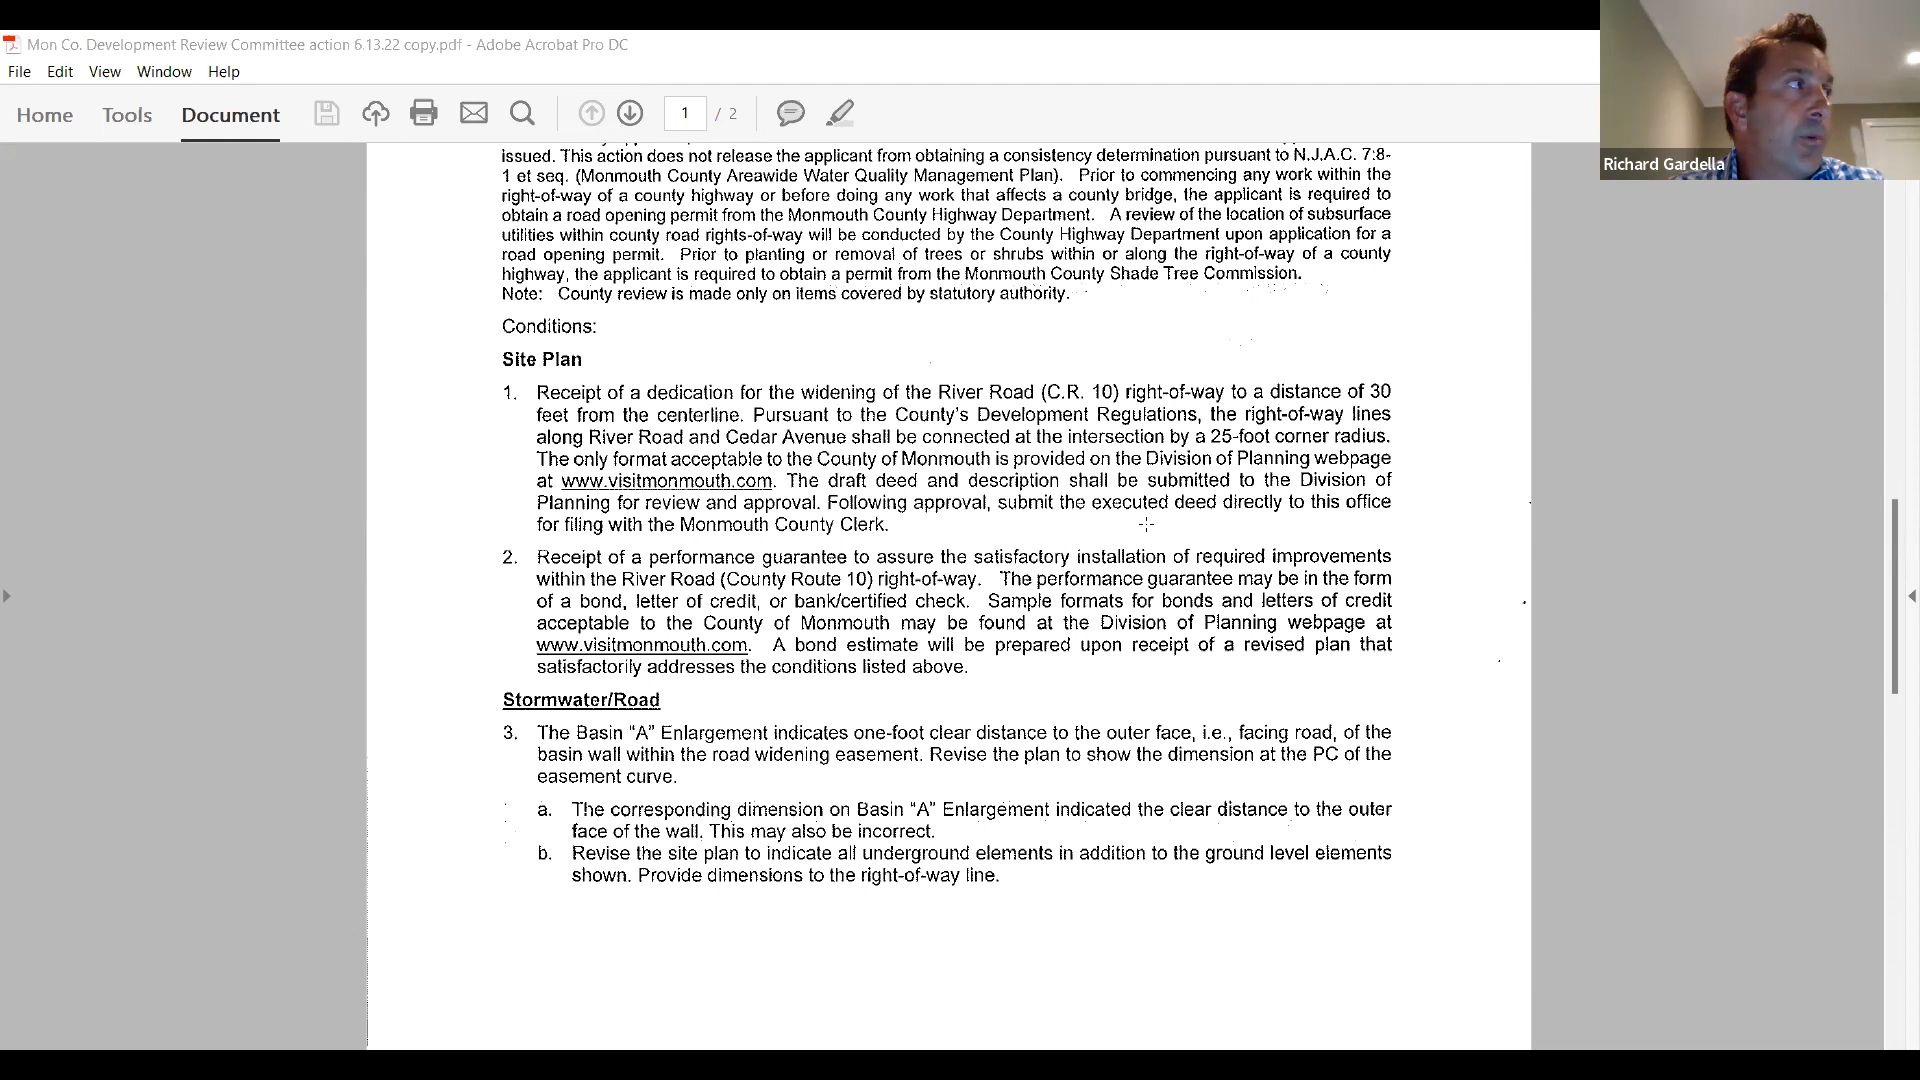 Mon Co. Development Review Committee action 6.13.22 copy.pdf - Adobe Acrobat Pro DC
File Edit View Window Help
Home Tools Document 1 / 2
Richard Gardella
issued. This action does not release the applicant from obtaining a consistency determination pursuant to N.J.A.C. 7:8-
1 et seq. (Monmouth County Areawide Water Quality Management Plan). Prior to commencing any work within the
right-of-way of a county highway or before doing any work that affects a county bridge, the applicant is required to
obtain a road opening permit from the Monmouth County Highway Department. A review of the location of subsurface
utilities within county road rights-of-way will be conducted by the County Highway Department upon application for a
road opening permit. Prior to planting or removal of trees or shrubs within or along the right-of-way of a county
highway, the applicant is required to obtain a permit from the Monmouth County Shade Tree Commission.
Note: County review is made only on items covered by statutory authority.
Conditions:
Site Plan
1. Receipt of a dedication for the widening of the River Road (C.R. 10) right-of-way to a distance of 30
feet from the centerline. Pursuant to the County's Development Regulations, the right-of-way lines
along River Road and Cedar Avenue shall be connected at the intersection by a 25-foot corner radius.
The only format acceptable to the County of Monmouth is provided on the Division of Planning webpage
at www.visitmonmouth.com. The draft deed and description shall be submitted to the Division of
Planning for review and approval. Following approval, submit the executed deed directly to this office
for filing with the Monmouth County Clerk.
2. Receipt of a performance guarantee to assure the satisfactory installation of required improvements
within the River Road (County Route 10) right-of-way. The performance guarantee may be in the form
of a bond, letter of credit, or bank/certified check. Sample formats for bonds and letters of credit
acceptable to the County of Monmouth may be found at the Division of Planning webpage at
www.visitmonmouth.com. A bond estimate will be prepared upon receipt of a revised plan that
satisfactorily addresses the conditions listed above.
Stormwater/Road
3. The Basin "A" Enlargement indicates one-foot clear distance to the outer face, i.e., facing road, of the
basin wall within the road widening easement. Revise the plan to show the dimension at the PC of the
easement curve.
a. The corresponding dimension on Basin "A" Enlargement indicated the clear distance to the outer
face of the wall. This may also be incorrect.
b. Revise the site plan to indicate all underground elements in addition to the ground level elements
shown. Provide dimensions to the right-of-way line.